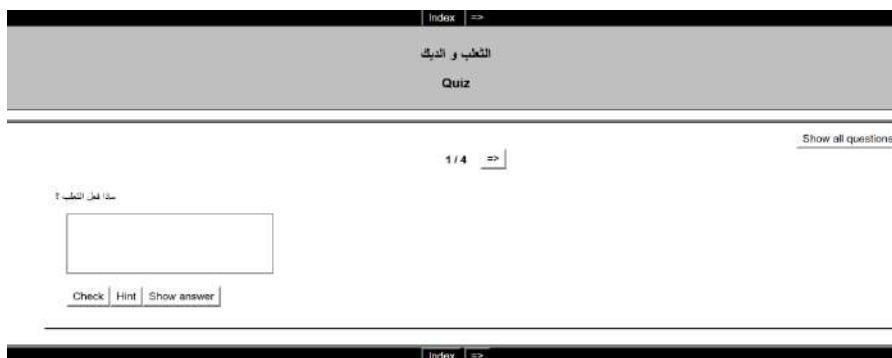 Index =>
الثعلب و الديك
Quiz
Show all questions
1 / 4 =>
ماذا فعل الثعلب ؟
Check Hint Show answer
Index =>